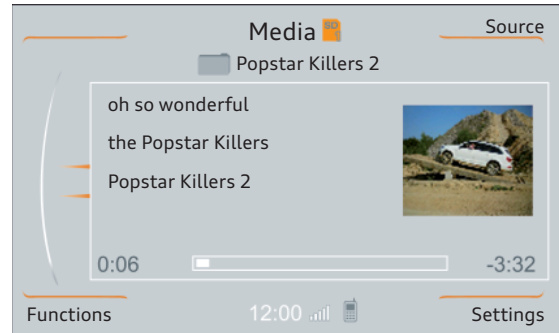 Media SD
Source
Popstar Killers 2
oh so wonderful
the Popstar Killers
Popstar Killers 2
0:06
-3:32
Functions
12:00
Settings